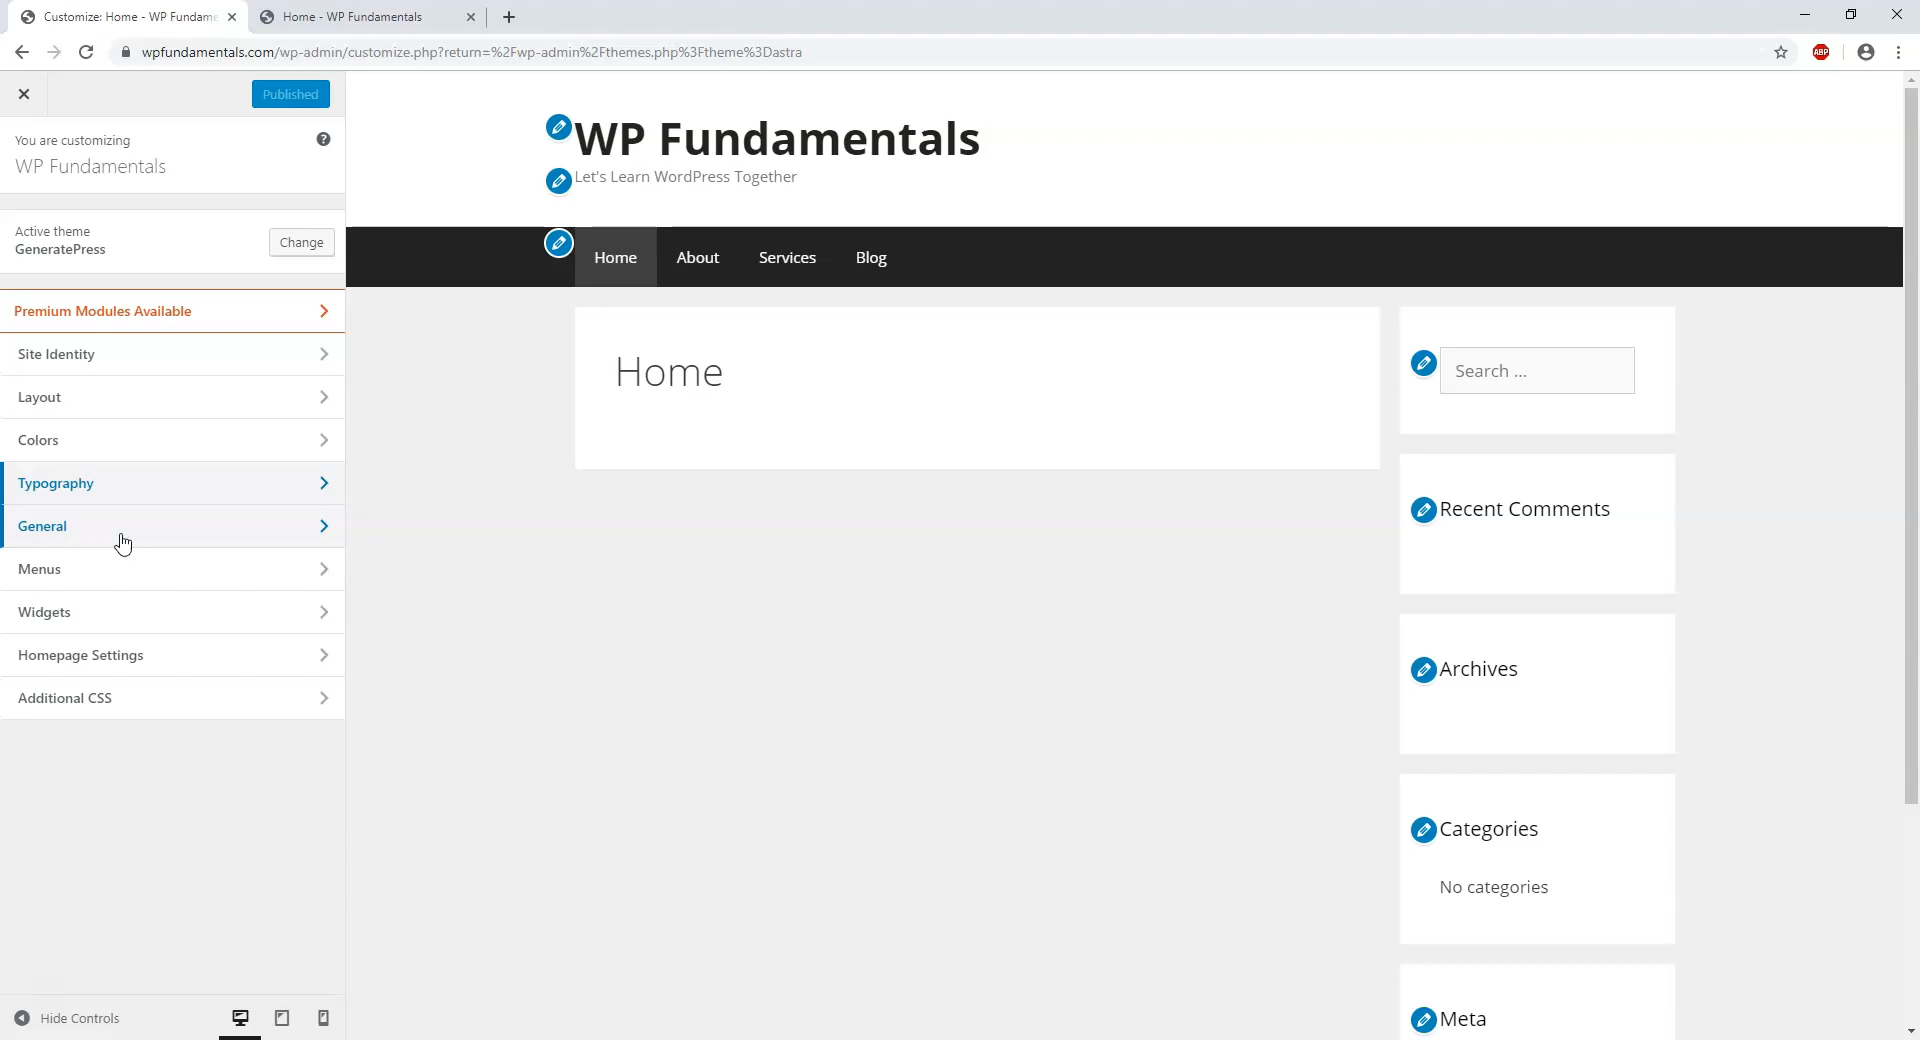 Customize: Home - WP Fundame
Home - WP Fundamentals
wpfundamentals.com/wp-admin/customize.php?return=%2Fwp-admin%2Fthemes.php%3Ftheme%3Dastra
ABP
Published
You are customizing
WP Fundamentals
Active theme
GeneratePress
Change
Premium Modules Available
Site Identity
Layout
Colors
Typography
General
Menus
Widgets
Homepage Settings
Additional CSS
Hide Controls
WP Fundamentals
Let's Learn WordPress Together
Home About Services Blog
Home
Search ...
Recent Comments
Archives
Categories
No categories
Meta